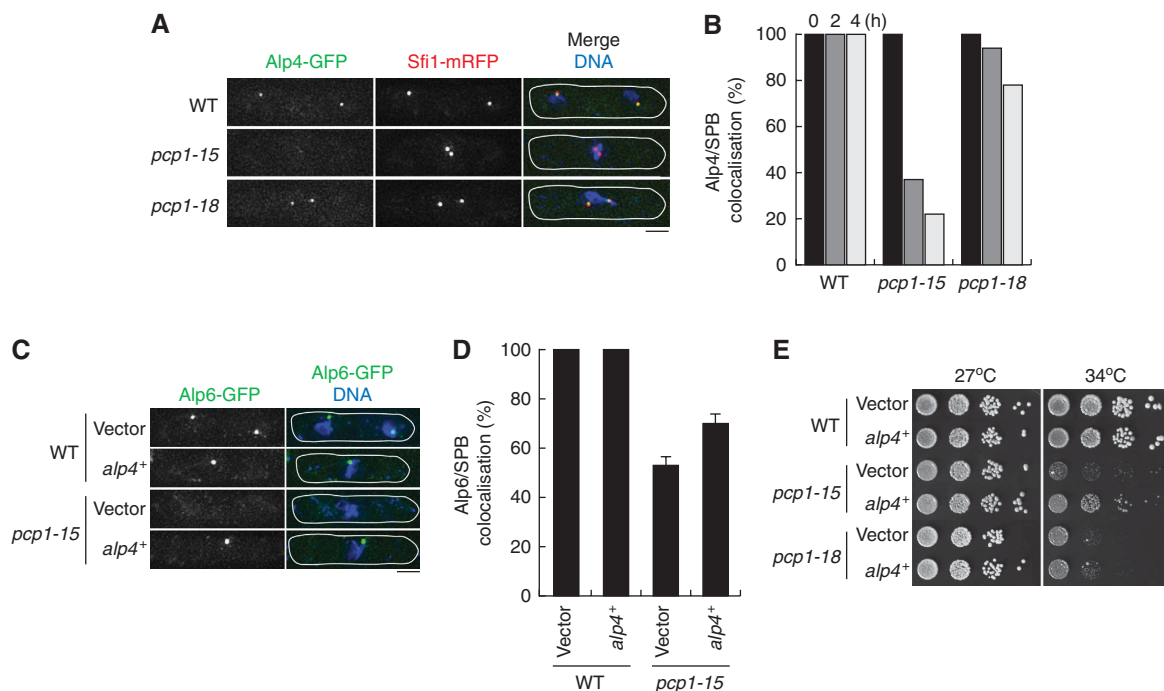 A
Alp4-GFP
Sfi1-mRFP
Merge
DNA
WT
pcp1-15
pcp1-18
B
0 2 4 (h)
Alp4/SPB
colocalisation (%)
100
80
60
40
20
0
WT
pcp1-15
pcp1-18
C
Alp6-GFP
Alp6-GFP
DNA
WT
Vector
alp4+
pcp1-15
Vector
alp4+
D
Alp6/SPB
colocalisation (%)
100
80
60
40
20
0
Vector
alp4+
Vector
alp4+
WT
pcp1-15
E
27°C
34°C
WT
Vector
alp4+
pcp1-15
Vector
alp4+
pcp1-18
Vector
alp4+